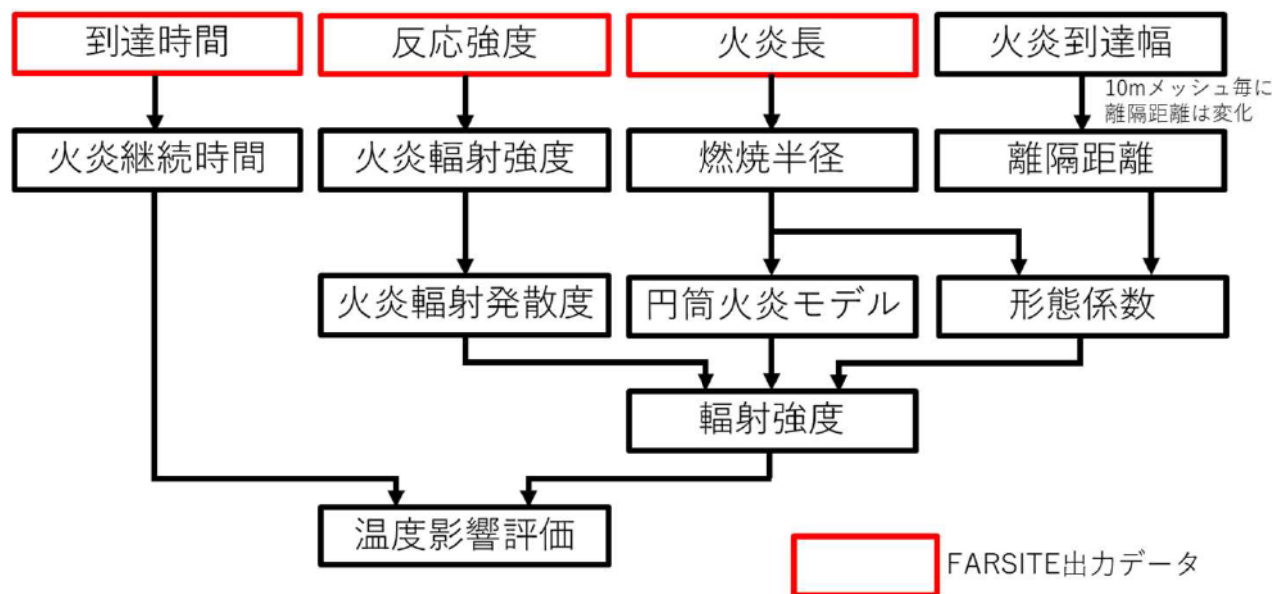 到達時間
反応強度
火炎長
火炎到達幅
10mメッシュ毎に
離隔距離は変化
火炎継続時間
火炎輻射強度
燃焼半径
離隔距離
火炎輻射発散度
円筒火炎モデル
形態係数
輻射強度
温度影響評価
FARSITE出力データ